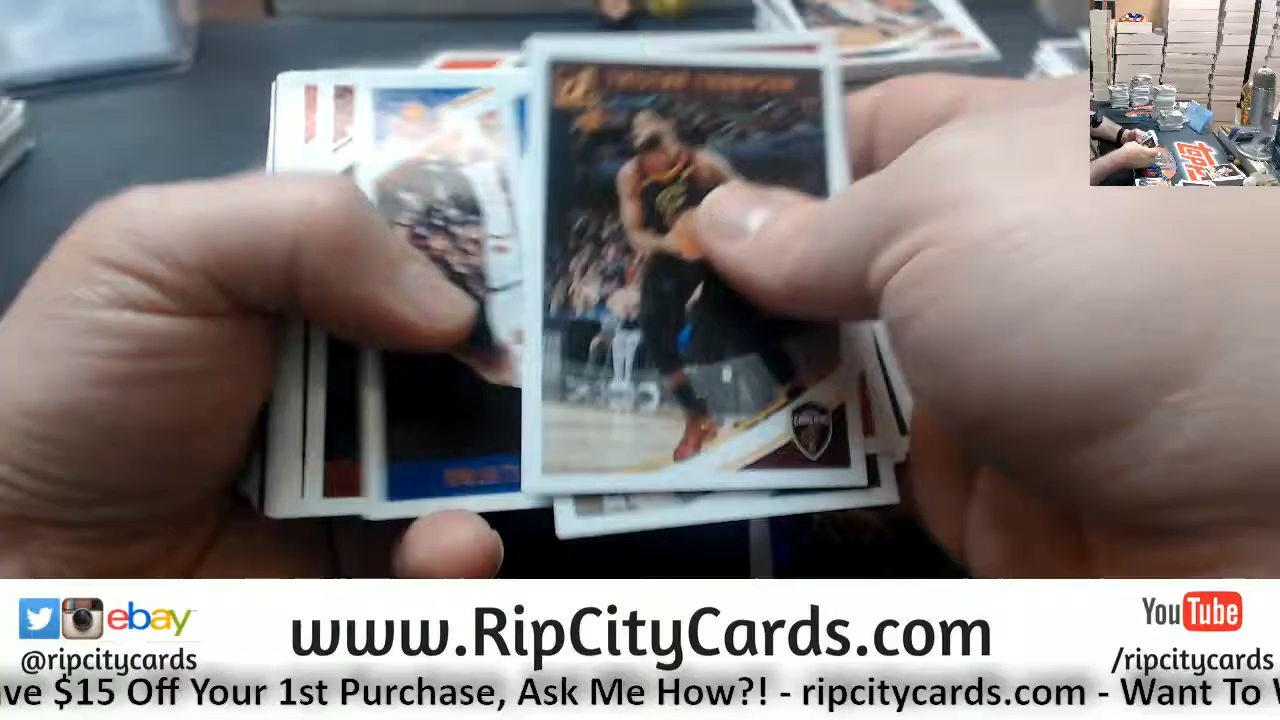 www.RipCityCards.com
ebay
@ripcitycards
YouTube
/ripcitycards
ve $15 Off Your 1st Purchase, Ask Me How?! - ripcitycards.com - Want To